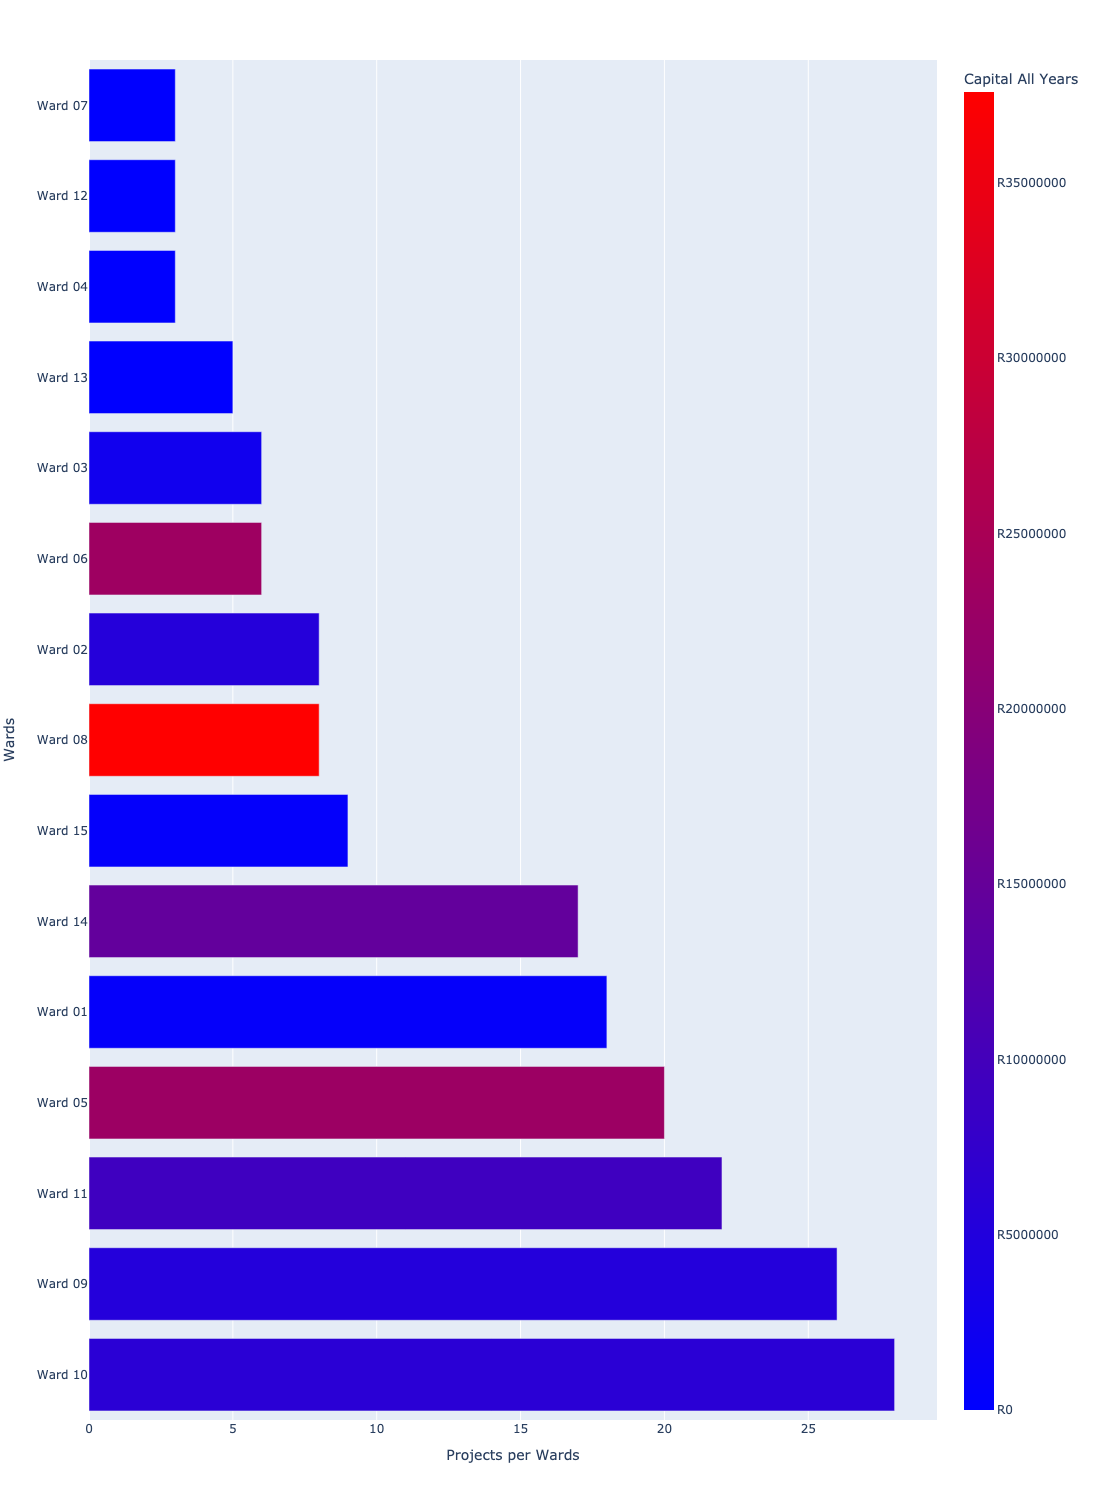 Capital All Years
Ward 07
Ward 12
Ward 04
Ward 13
Ward 03
Ward 06
Ward 02
Ward 08
Ward 15
Ward 14
Ward 01
Ward 05
Ward 11
Ward 09
Ward 10
Wards
0
5
10
15
20
25
Projects per Wards
R35000000
R30000000
R25000000
R20000000
R15000000
R10000000
R5000000
R0